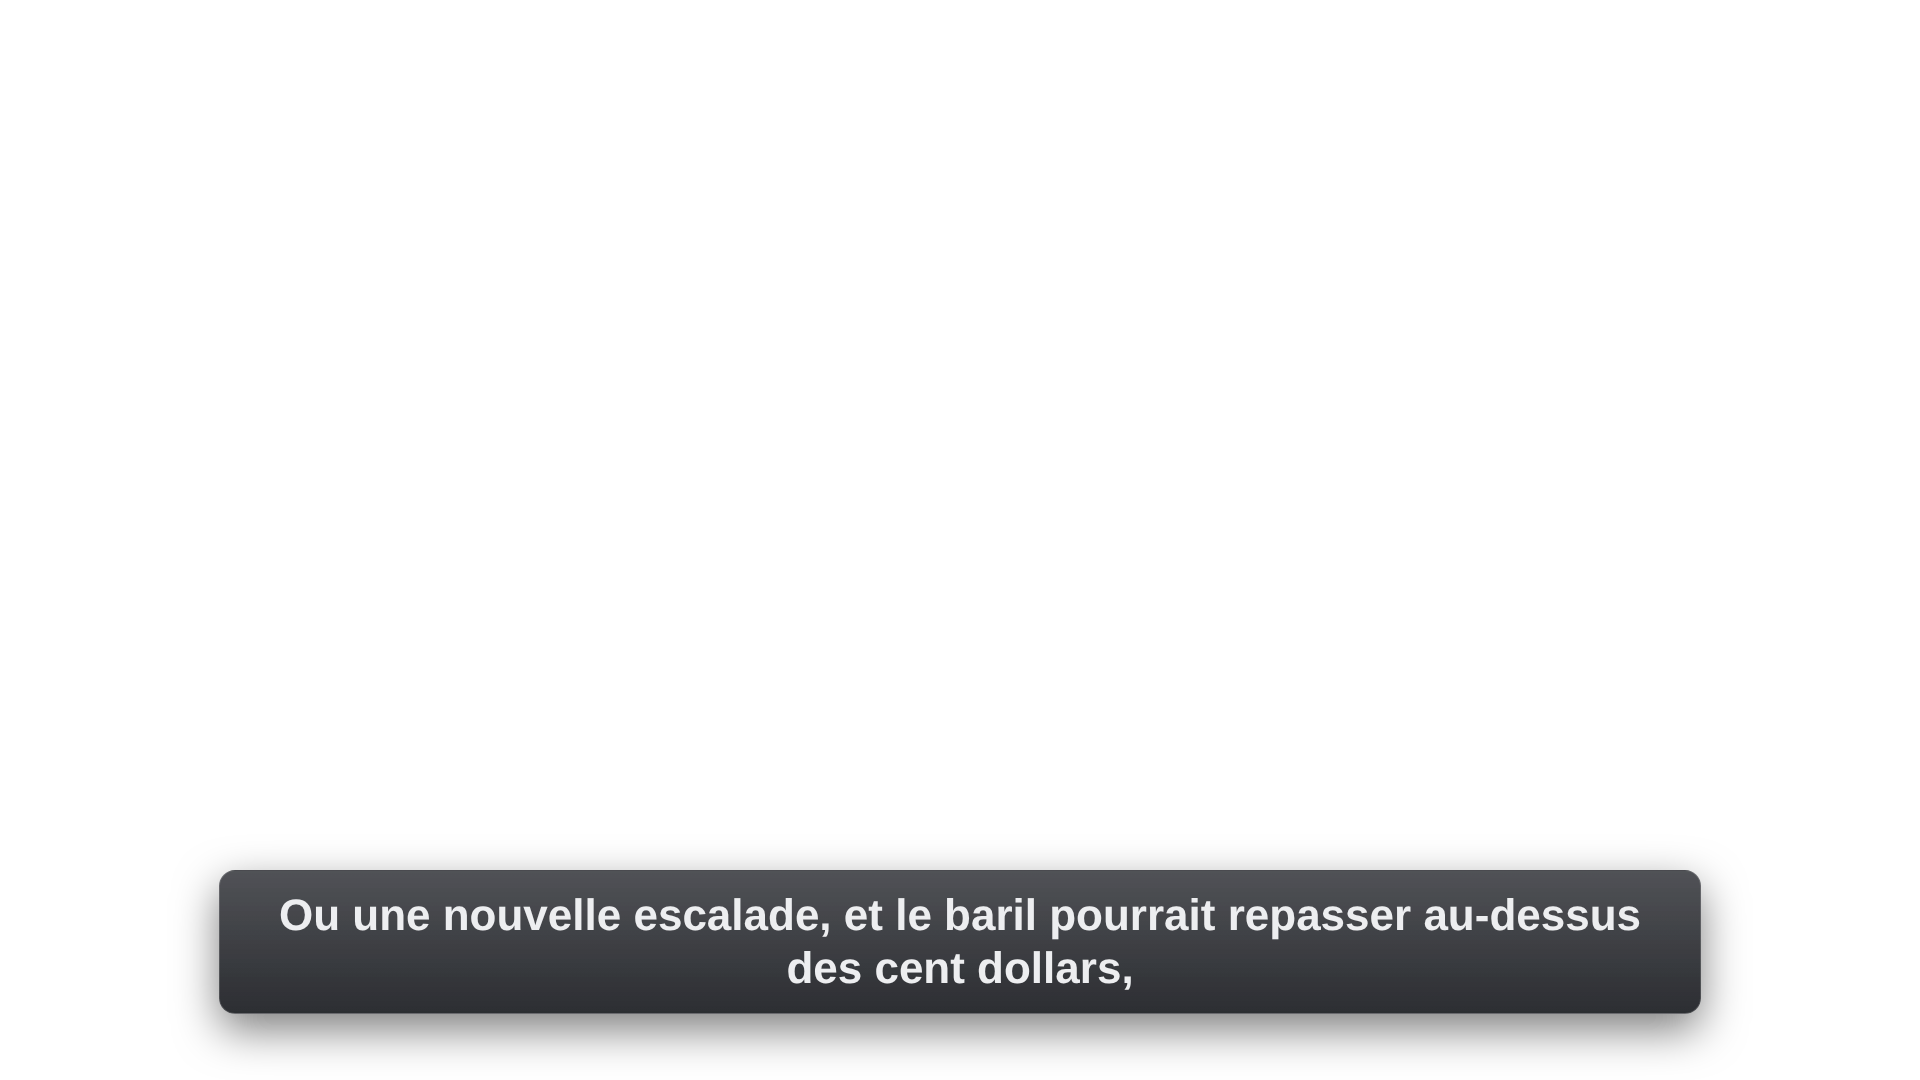 Ou une nouvelle escalade, et le baril pourrait repasser au-dessus
des cent dollars,